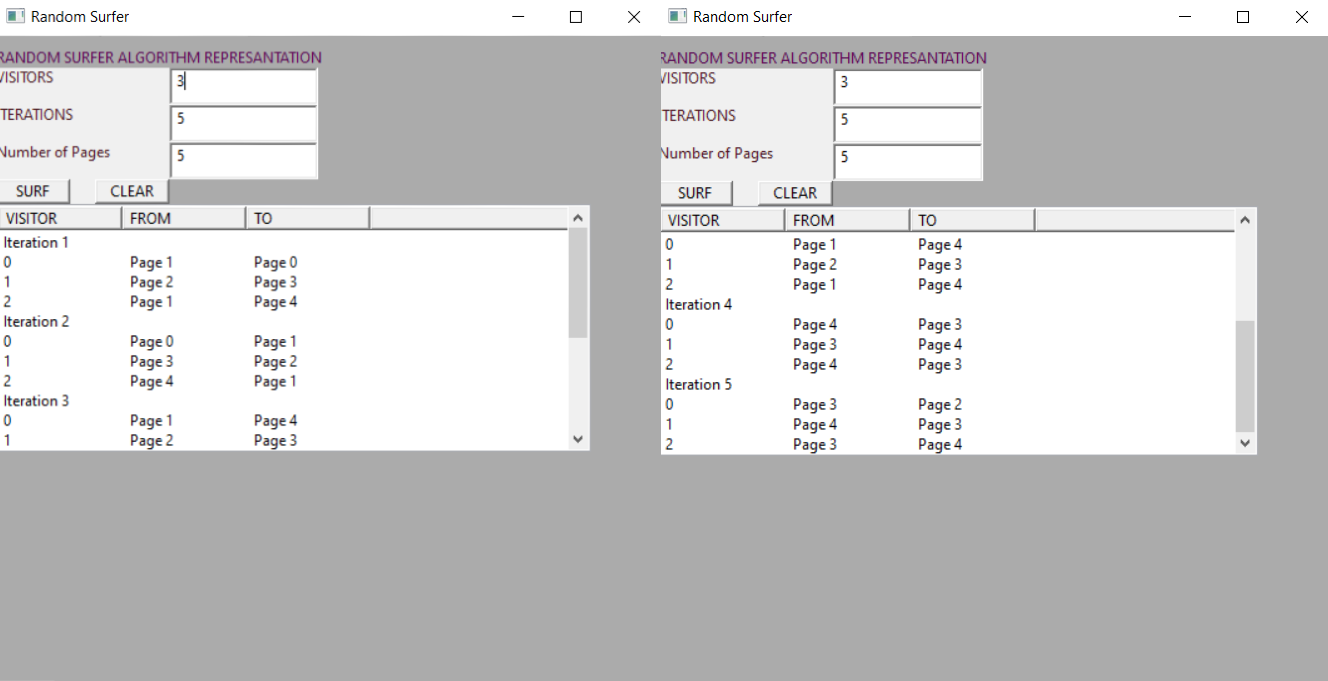 Random Surfer
RANDOM SURFER ALGORITHM REPRESANTATION
VISITORS 3
ITERATIONS 5
Number of Pages 5
SURF CLEAR
VISITOR FROM TO
Iteration 1
0 Page 1 Page 0
1 Page 2 Page 3
2 Page 1 Page 4
Iteration 2
0 Page 0 Page 1
1 Page 3 Page 2
2 Page 4 Page 1
Iteration 3
0 Page 1 Page 4
1 Page 2 Page 3
Random Surfer
RANDOM SURFER ALGORITHM REPRESANTATION
VISITORS 3
ITERATIONS 5
Number of Pages 5
SURF CLEAR
VISITOR FROM TO
0 Page 1 Page 4
1 Page 2 Page 3
2 Page 1 Page 4
Iteration 4
0 Page 4 Page 3
1 Page 3 Page 4
2 Page 4 Page 3
Iteration 5
0 Page 3 Page 2
1 Page 4 Page 3
2 Page 3 Page 4